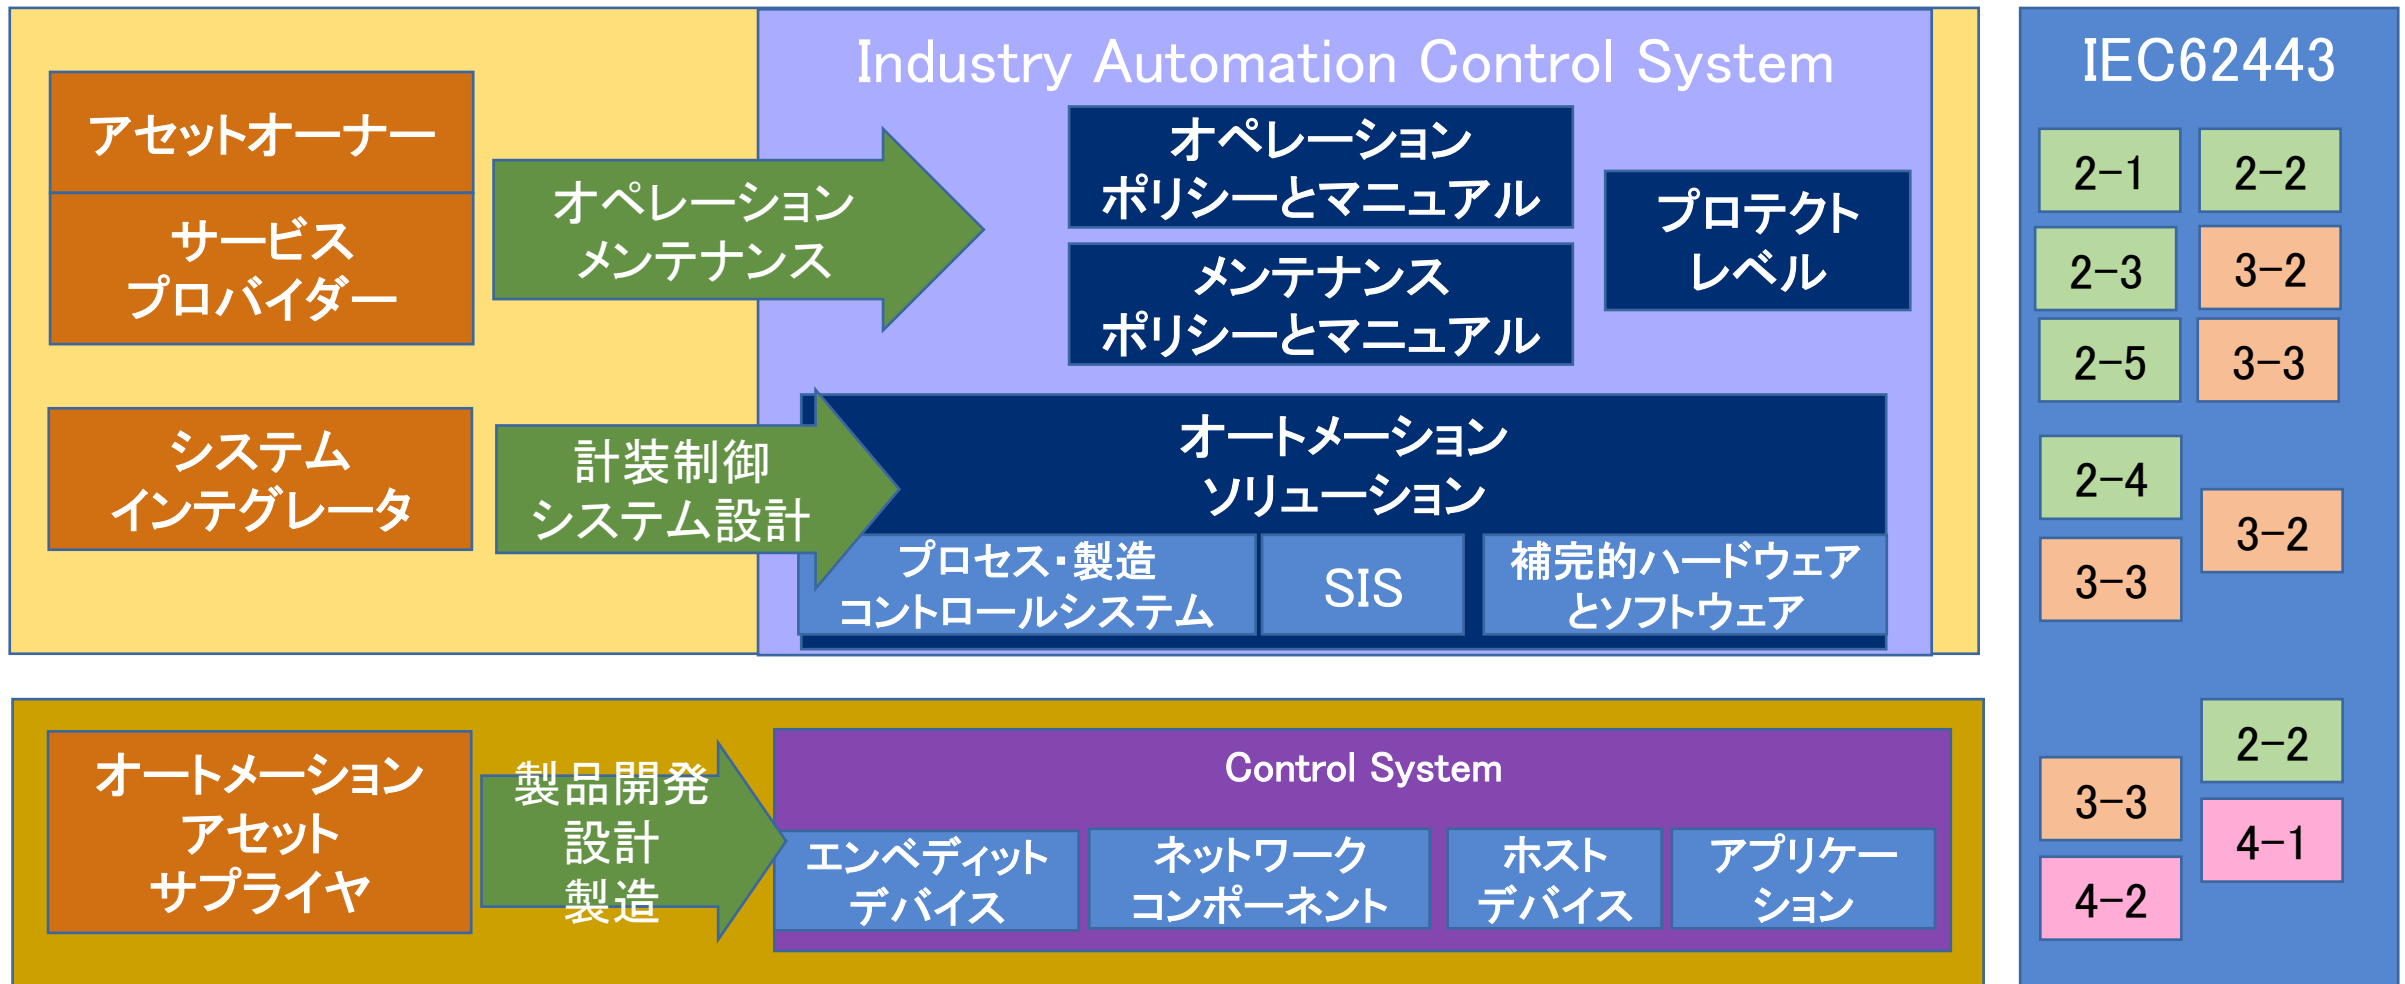 Industry Automation Control System
アセットオーナー
サービス
プロバイダー
オペレーション
メンテナンス
オペレーション
ポリシーとマニュアル
メンテナンス
ポリシーとマニュアル
プロテクト
レベル
システム
インテグレータ
計装制御
システム設計
オートメーション
ソリューション
プロセス・製造
コントロールシステム
SIS
補完的ハードウェア
とソフトウェア
オートメーション
アセット
サプライヤ
製品開発
設計
製造
Control System
エンベディット
デバイス
ネットワーク
コンポーネント
ホスト
デバイス
アプリケー
ション
IEC62443
2-1
2-2
2-3
3-2
2-5
3-3
2-4
3-2
3-3
2-2
3-3
4-1
4-2